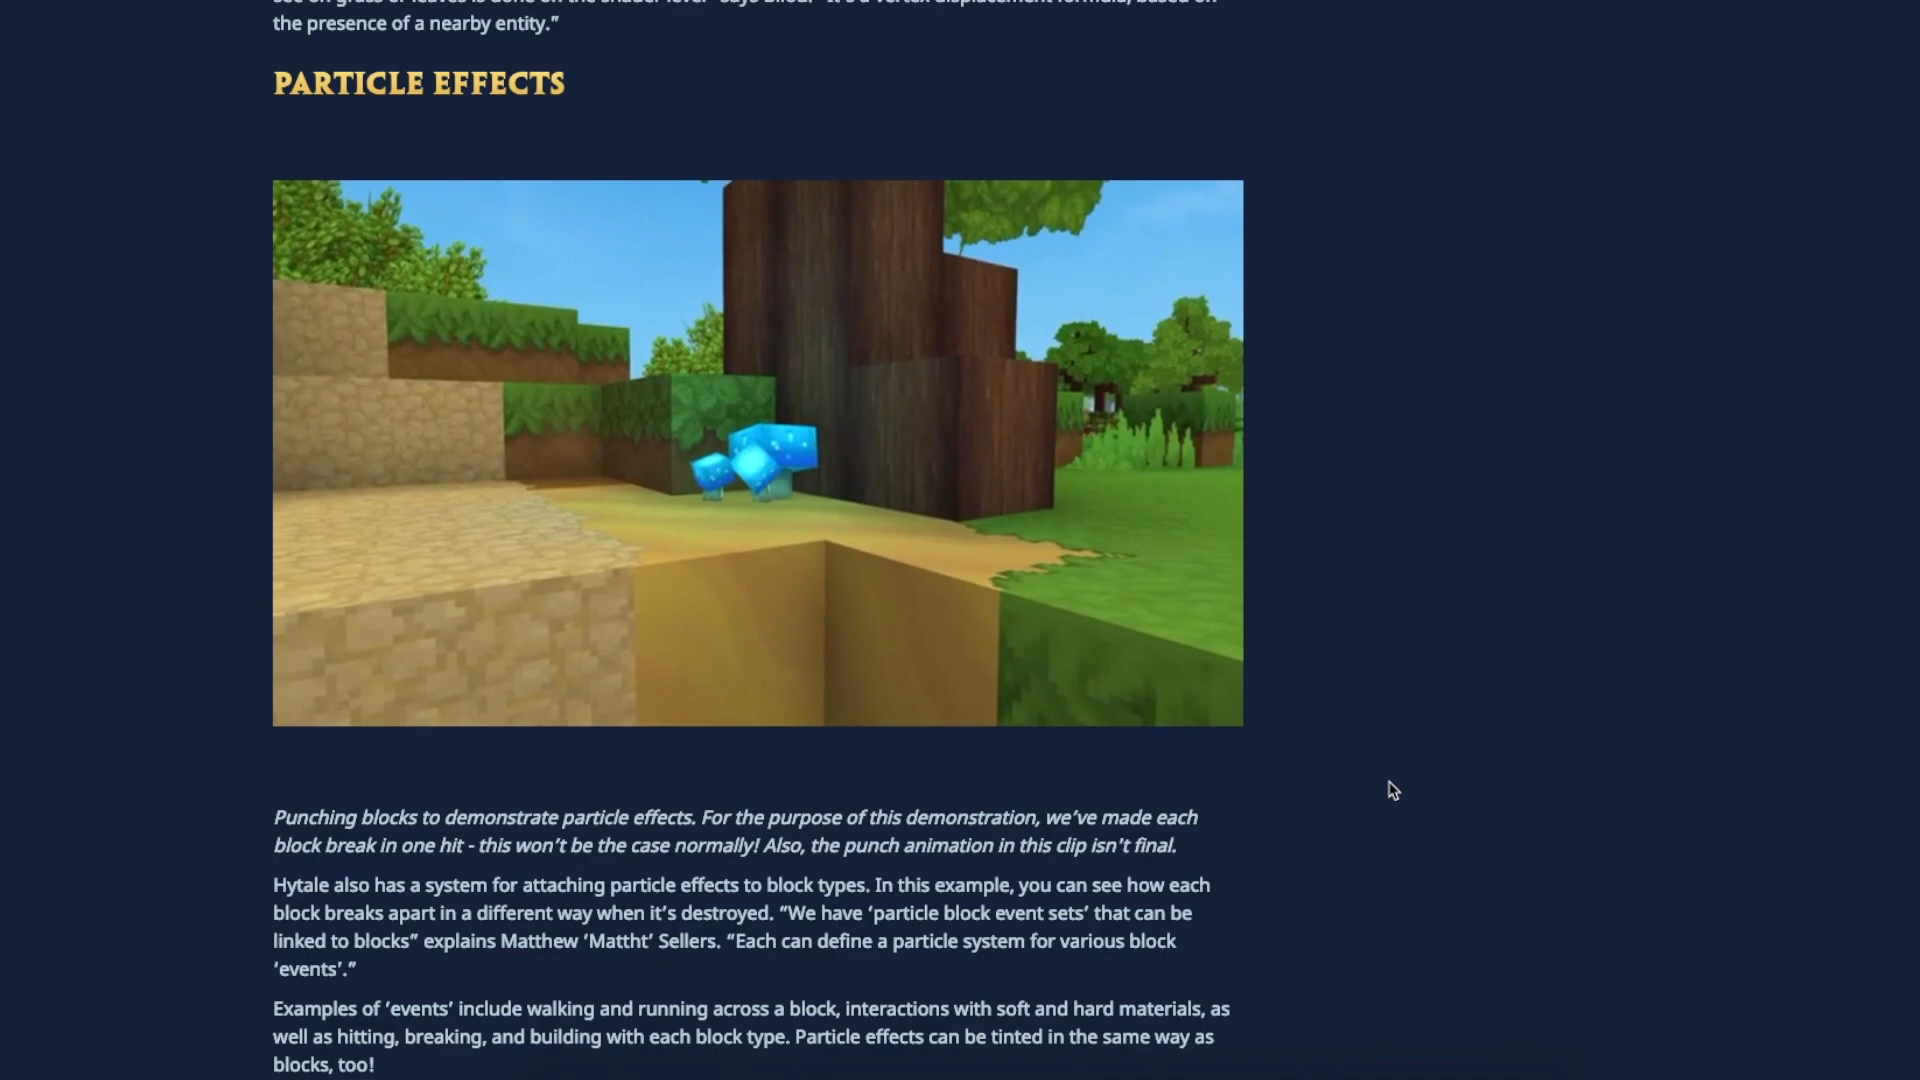 the presence of a nearby entity.”
PARTICLE EFFECTS
Punching blocks to demonstrate particle effects. For the purpose of this demonstration, we’ve made each
block break in one hit - this won’t be the case normally! Also, the punch animation in this clip isn’t final.
Hytale also has a system for attaching particle effects to block types. In this example, you can see how each
block breaks apart in a different way when it’s destroyed. “We have ‘particle block event sets’ that can be
linked to blocks” explains Matthew ‘Mattht’ Sellers. “Each can define a particle system for various block
‘events’.”
Examples of ‘events’ include walking and running across a block, interactions with soft and hard materials, as
well as hitting, breaking, and building with each block type. Particle effects can be tinted in the same way as
blocks, too!